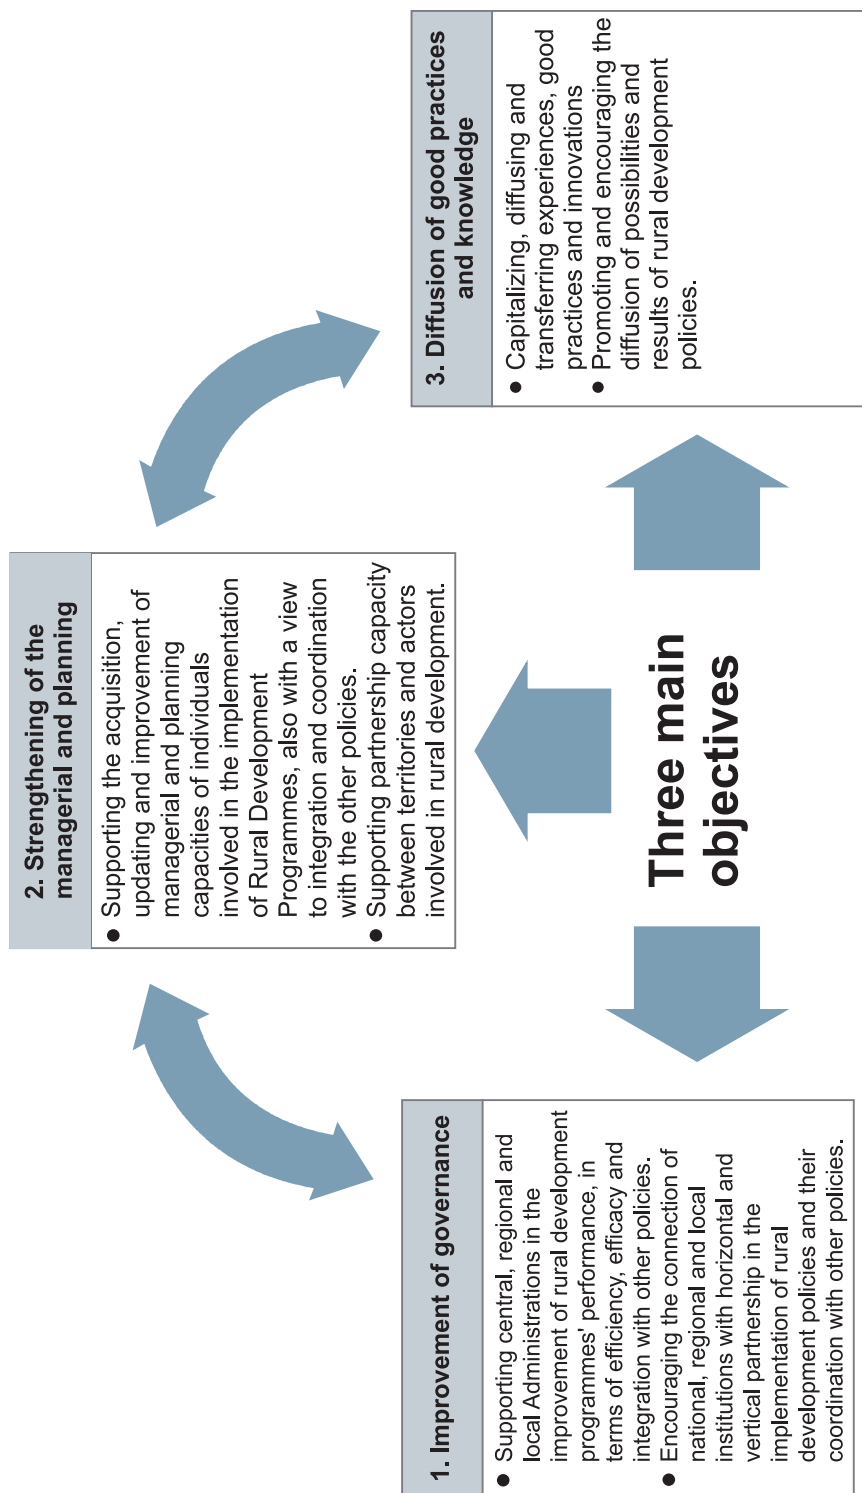 1. Improvement of governance
● Supporting central, regional and
local Administrations in the
improvement of rural development
programmes' performance, in
terms of efficiency, efficacy and
integration with other policies.
● Encouraging the connection of
national, regional and local
institutions with horizontal and
vertical partnership in the
implementation of rural
development policies and their
coordination with other policies.
2. Strengthening of the
managerial and planning
● Supporting the acquisition,
updating and improvement of
managerial and planning
capacities of individuals
involved in the implementation
of Rural Development
Programmes, also with a view
to integration and coordination
with the other policies.
● Supporting partnership capacity
between territories and actors
involved in rural development.
3. Diffusion of good practices
and knowledge
● Capitalizing, diffusing and
transferring experiences, good
practices and innovations
● Promoting and encouraging the
diffusion of possibilities and
results of rural development
policies.
Three main
objectives